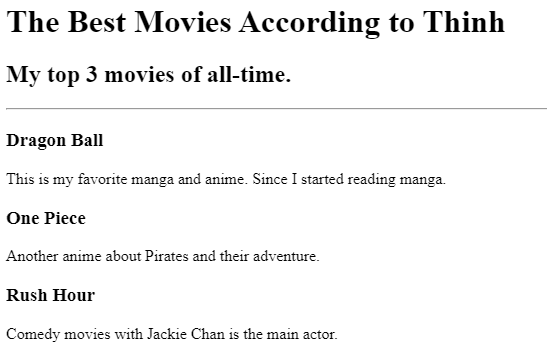 The Best Movies According to Thinh
My top 3 movies of all-time.
Dragon Ball
This is my favorite manga and anime. Since I started reading manga.
One Piece
Another anime about Pirates and their adventure.
Rush Hour
Comedy movies with Jackie Chan is the main actor.